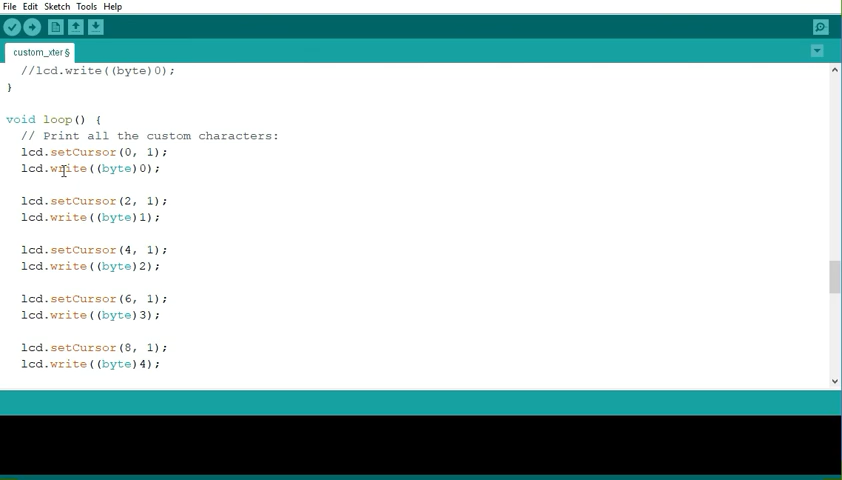 File Edit Sketch Tools Help
custom_xter §
//lcd.write((byte)0);
}
void loop() {
// Print all the custom characters:
lcd.setCursor(0, 1);
lcd.write((byte)0);
lcd.setCursor(2, 1);
lcd.write((byte)1);
lcd.setCursor(4, 1);
lcd.write((byte)2);
lcd.setCursor(6, 1);
lcd.write((byte)3);
lcd.setCursor(8, 1);
lcd.write((byte)4);